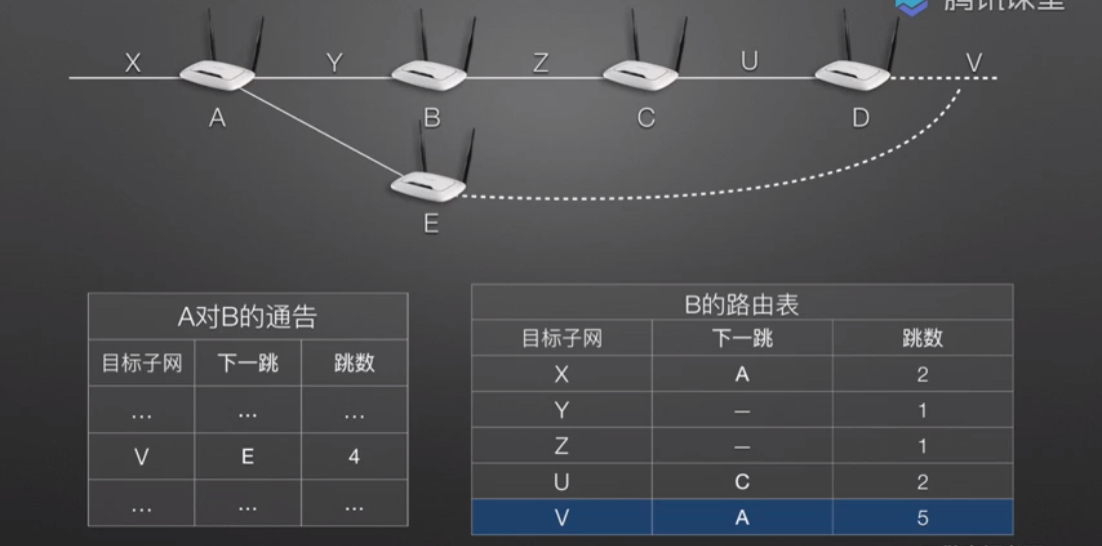 腾讯课堂
X Y Z U V
A B C D
E
A对B的通告
目标子网 下一跳 跳数
... ... ...
V E 4
... ... ...
B的路由表
目标子网 下一跳 跳数
X A 2
Y — 1
Z — 1
U C 2
V A 5